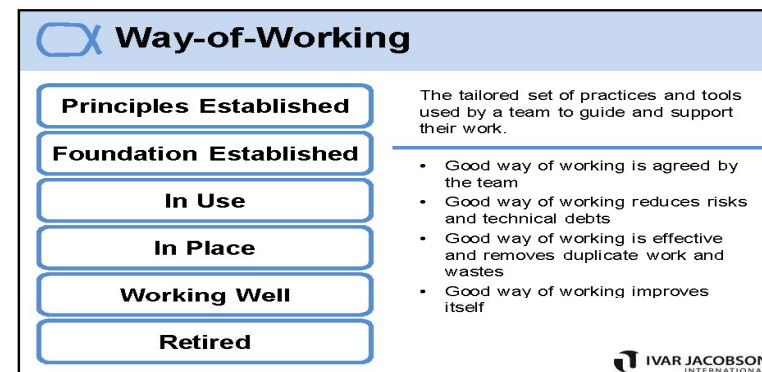 Way-of-Working
Principles Established
Foundation Established
In Use
In Place
Working Well
Retired
The tailored set of practices and tools
used by a team to guide and support
their work.
• Good way of working is agreed by
the team
• Good way of working reduces risks
and technical debts
• Good way of working is effective
and removes duplicate work and
wastes
• Good way of working improves
itself
IVAR JACOBSON
INTERNATIONAL